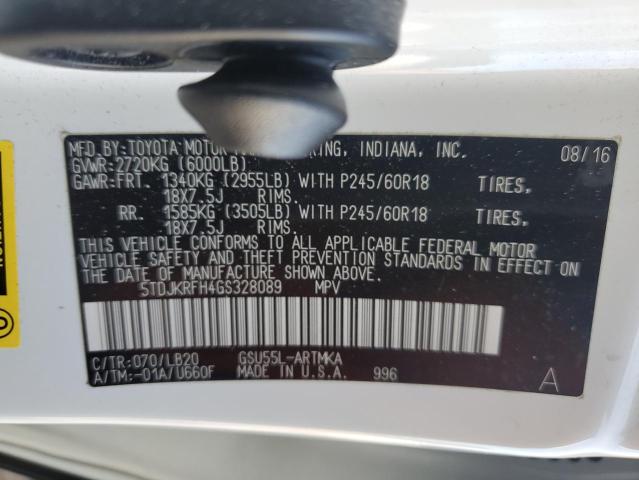 MFD.BY:TOYOTA MOTOR RING, INDIANA, INC. 08/16
GVWR:2720KG (6000LB)
GAWR:FRT. 1340KG (2955LB) WITH P245/60R18 TIRES,
18X7.5J RIMS.
RR. 1585KG (3505LB) WITH P245/60R18 TIRES,
18X7.5J RIMS.
THIS VEHICLE CONFORMS TO ALL APPLICABLE FEDERAL MOTOR
VEHICLE SAFETY AND THEFT PREVENTION STANDARDS IN EFFECT ON
THE DATE OF MANUFACTURE SHOWN ABOVE.
5TDJKRFH4GS328089 MPV
C/TR:070/LB20 GSU55L-ARTMKA
A/TM:-01A/U660F MADE IN U.S.A. 996 A